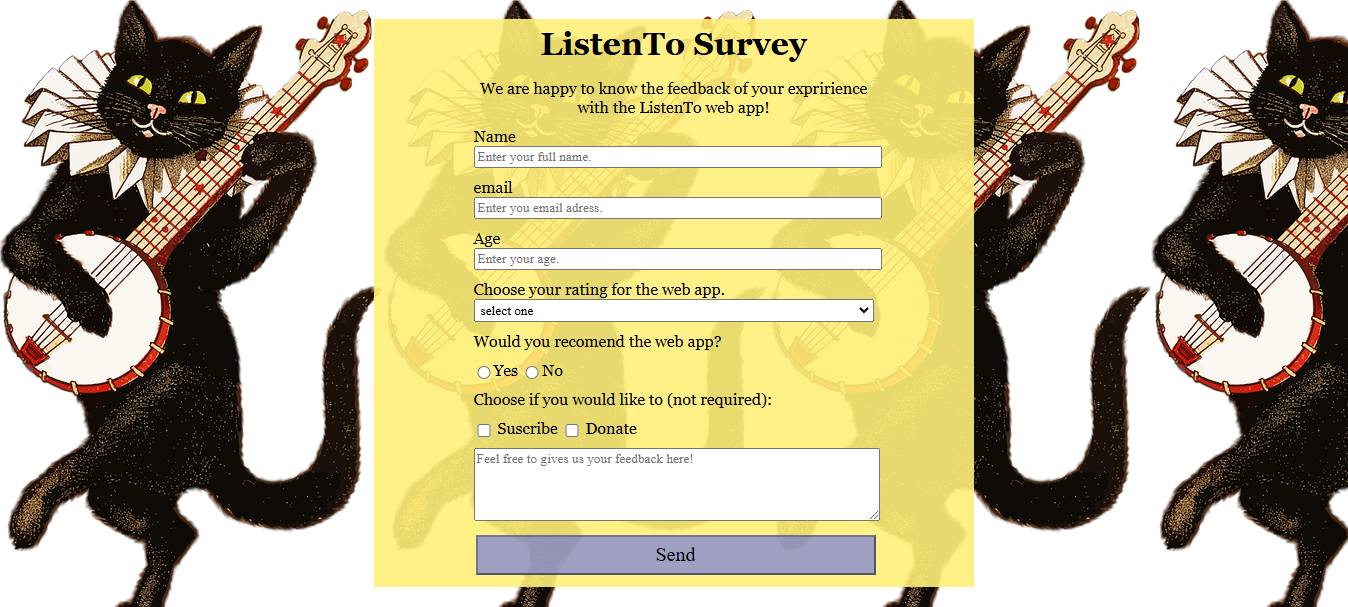 ListenTo Survey
We are happy to know the feedback of your expririence
with the ListenTo web app!
Name
Enter your full name.
email
Enter you email adress.
Age
Enter your age.
Choose your rating for the web app.
select one
Would you recomend the web app?
Yes No
Choose if you would like to (not required):
Suscribe Donate
Feel free to gives us your feedback here!
Send